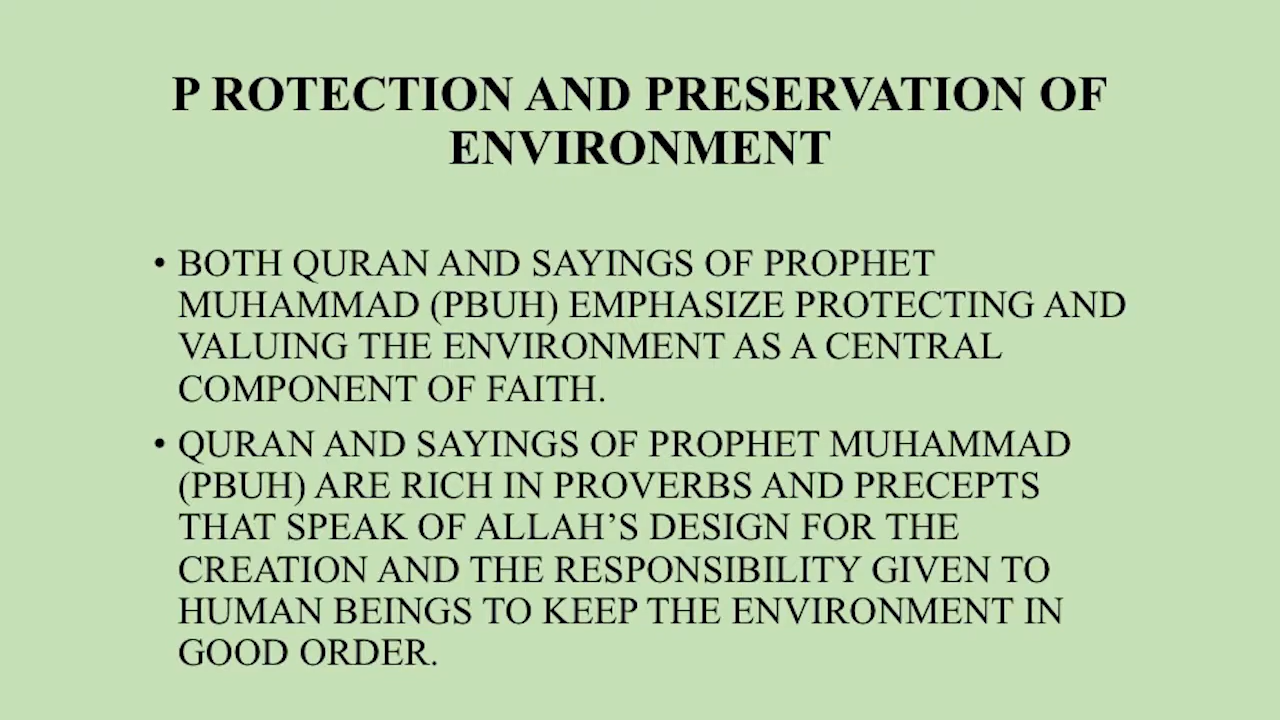 P ROTECTION AND PRESERVATION OF
ENVIRONMENT
• BOTH QURAN AND SAYINGS OF PROPHET
MUHAMMAD (PBUH) EMPHASIZE PROTECTING AND
VALUING THE ENVIRONMENT AS A CENTRAL
COMPONENT OF FAITH.
• QURAN AND SAYINGS OF PROPHET MUHAMMAD
(PBUH) ARE RICH IN PROVERBS AND PRECEPTS
THAT SPEAK OF ALLAH’S DESIGN FOR THE
CREATION AND THE RESPONSIBILITY GIVEN TO
HUMAN BEINGS TO KEEP THE ENVIRONMENT IN
GOOD ORDER.